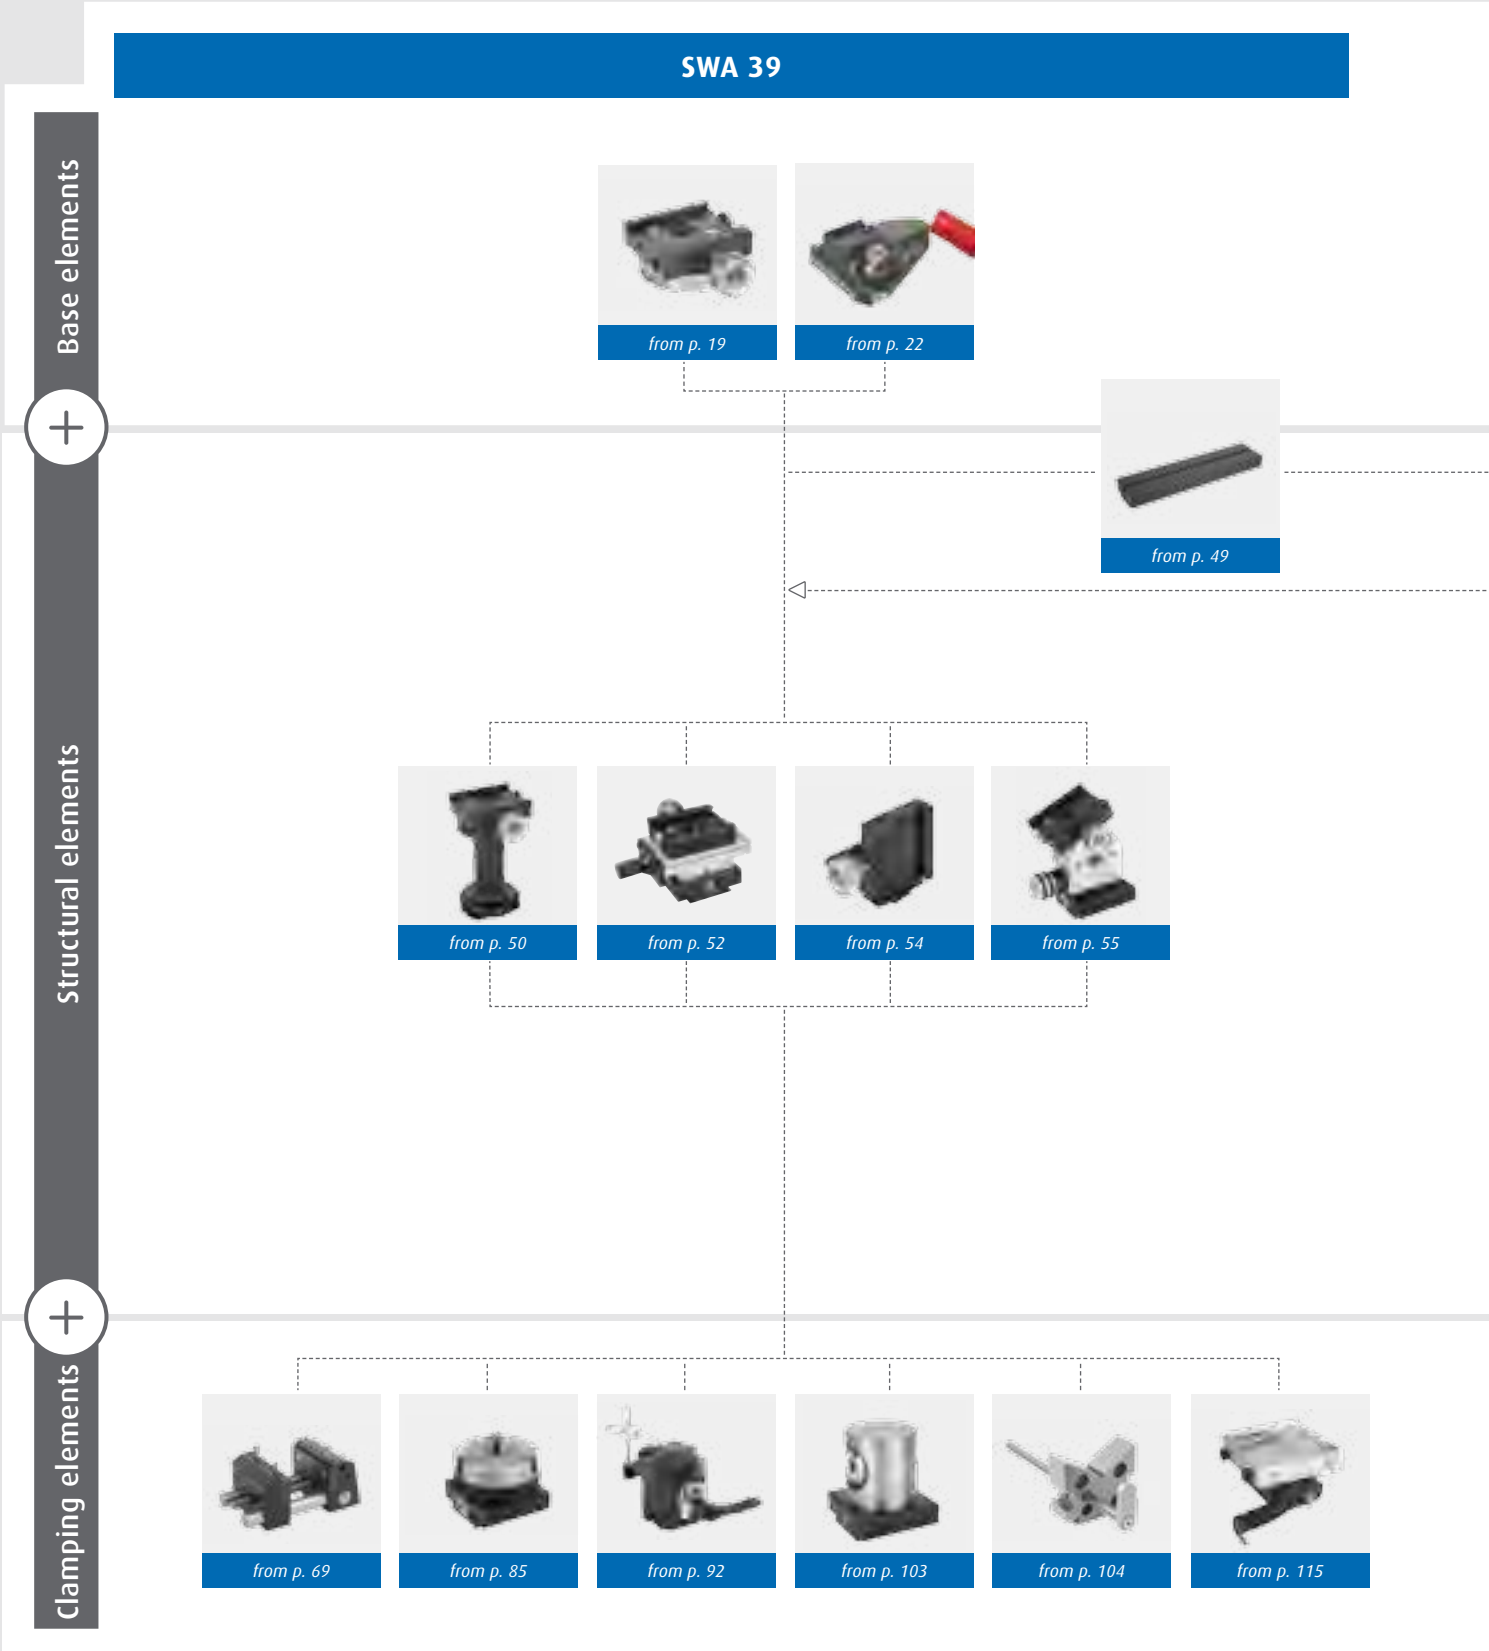 SWA 39
Base elements
from p. 19
from p. 22
from p. 49
Structural elements
from p. 50
from p. 52
from p. 54
from p. 55
Clamping elements
from p. 69
from p. 85
from p. 92
from p. 103
from p. 104
from p. 115